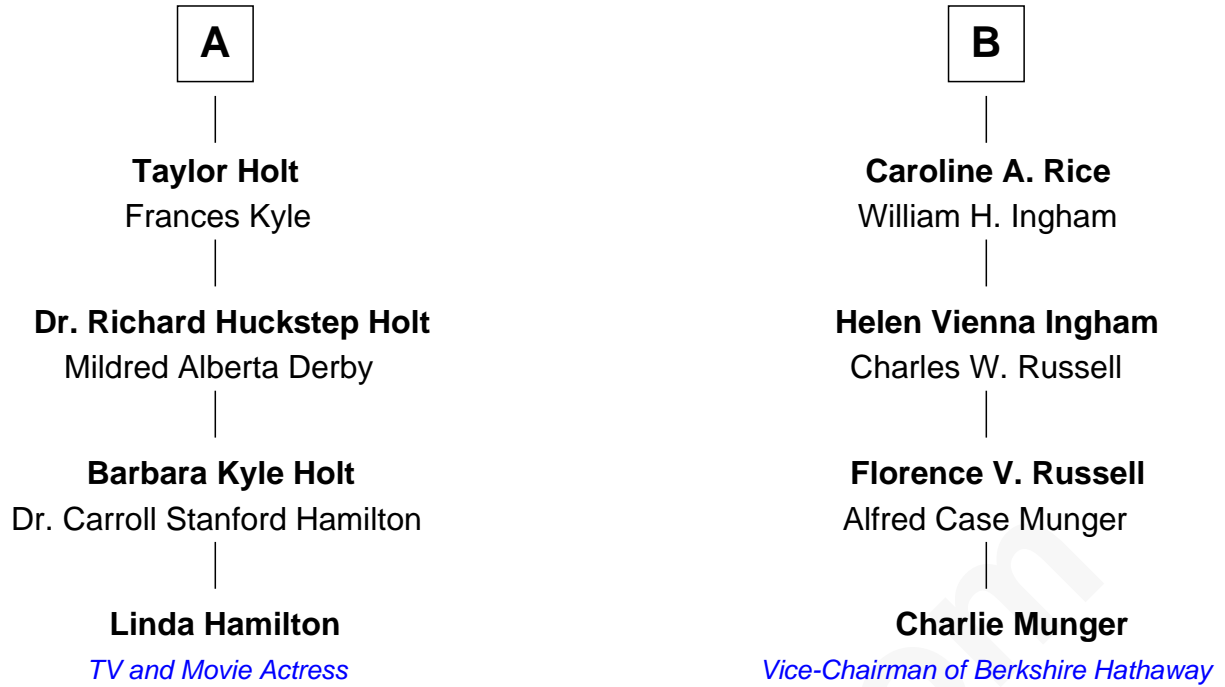 A
Taylor Holt
Frances Kyle
Dr. Richard Huckstep Holt
Mildred Alberta Derby
Barbara Kyle Holt
Dr. Carroll Stanford Hamilton
Linda Hamilton
TV and Movie Actress
B
Caroline A. Rice
William H. Ingham
Helen Vienna Ingham
Charles W. Russell
Florence V. Russell
Alfred Case Munger
Charlie Munger
Vice-Chairman of Berkshire Hathaway